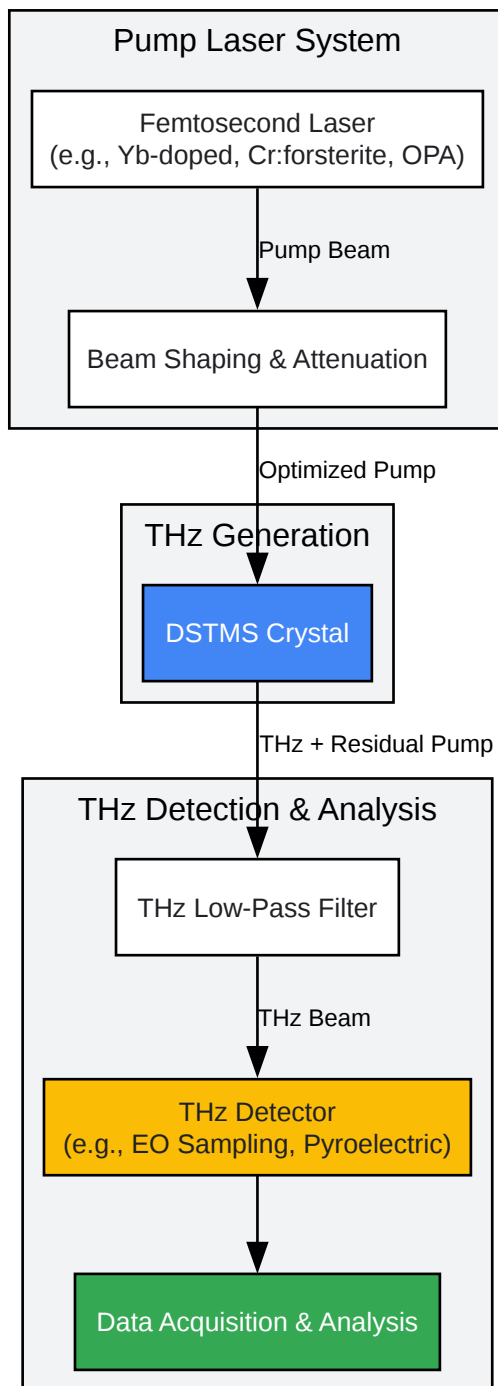 Pump Laser System
Femtosecond Laser
(e.g., Yb-doped, Cr:forsterite, OPA)
Pump Beam
Beam Shaping & Attenuation
Optimized Pump
THz Generation
DSTMS Crystal
THz + Residual Pump
THz Detection & Analysis
THz Low-Pass Filter
THz Beam
THz Detector
(e.g., EO Sampling, Pyroelectric)
Data Acquisition & Analysis